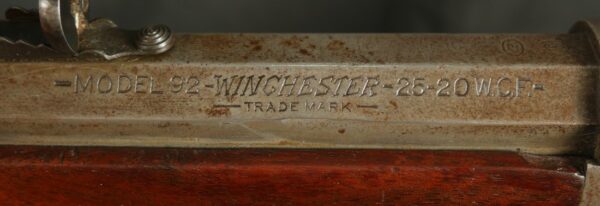 -MODEL 92-WINCHESTER-25-20 W.C.F.-
-TRADE MARK-